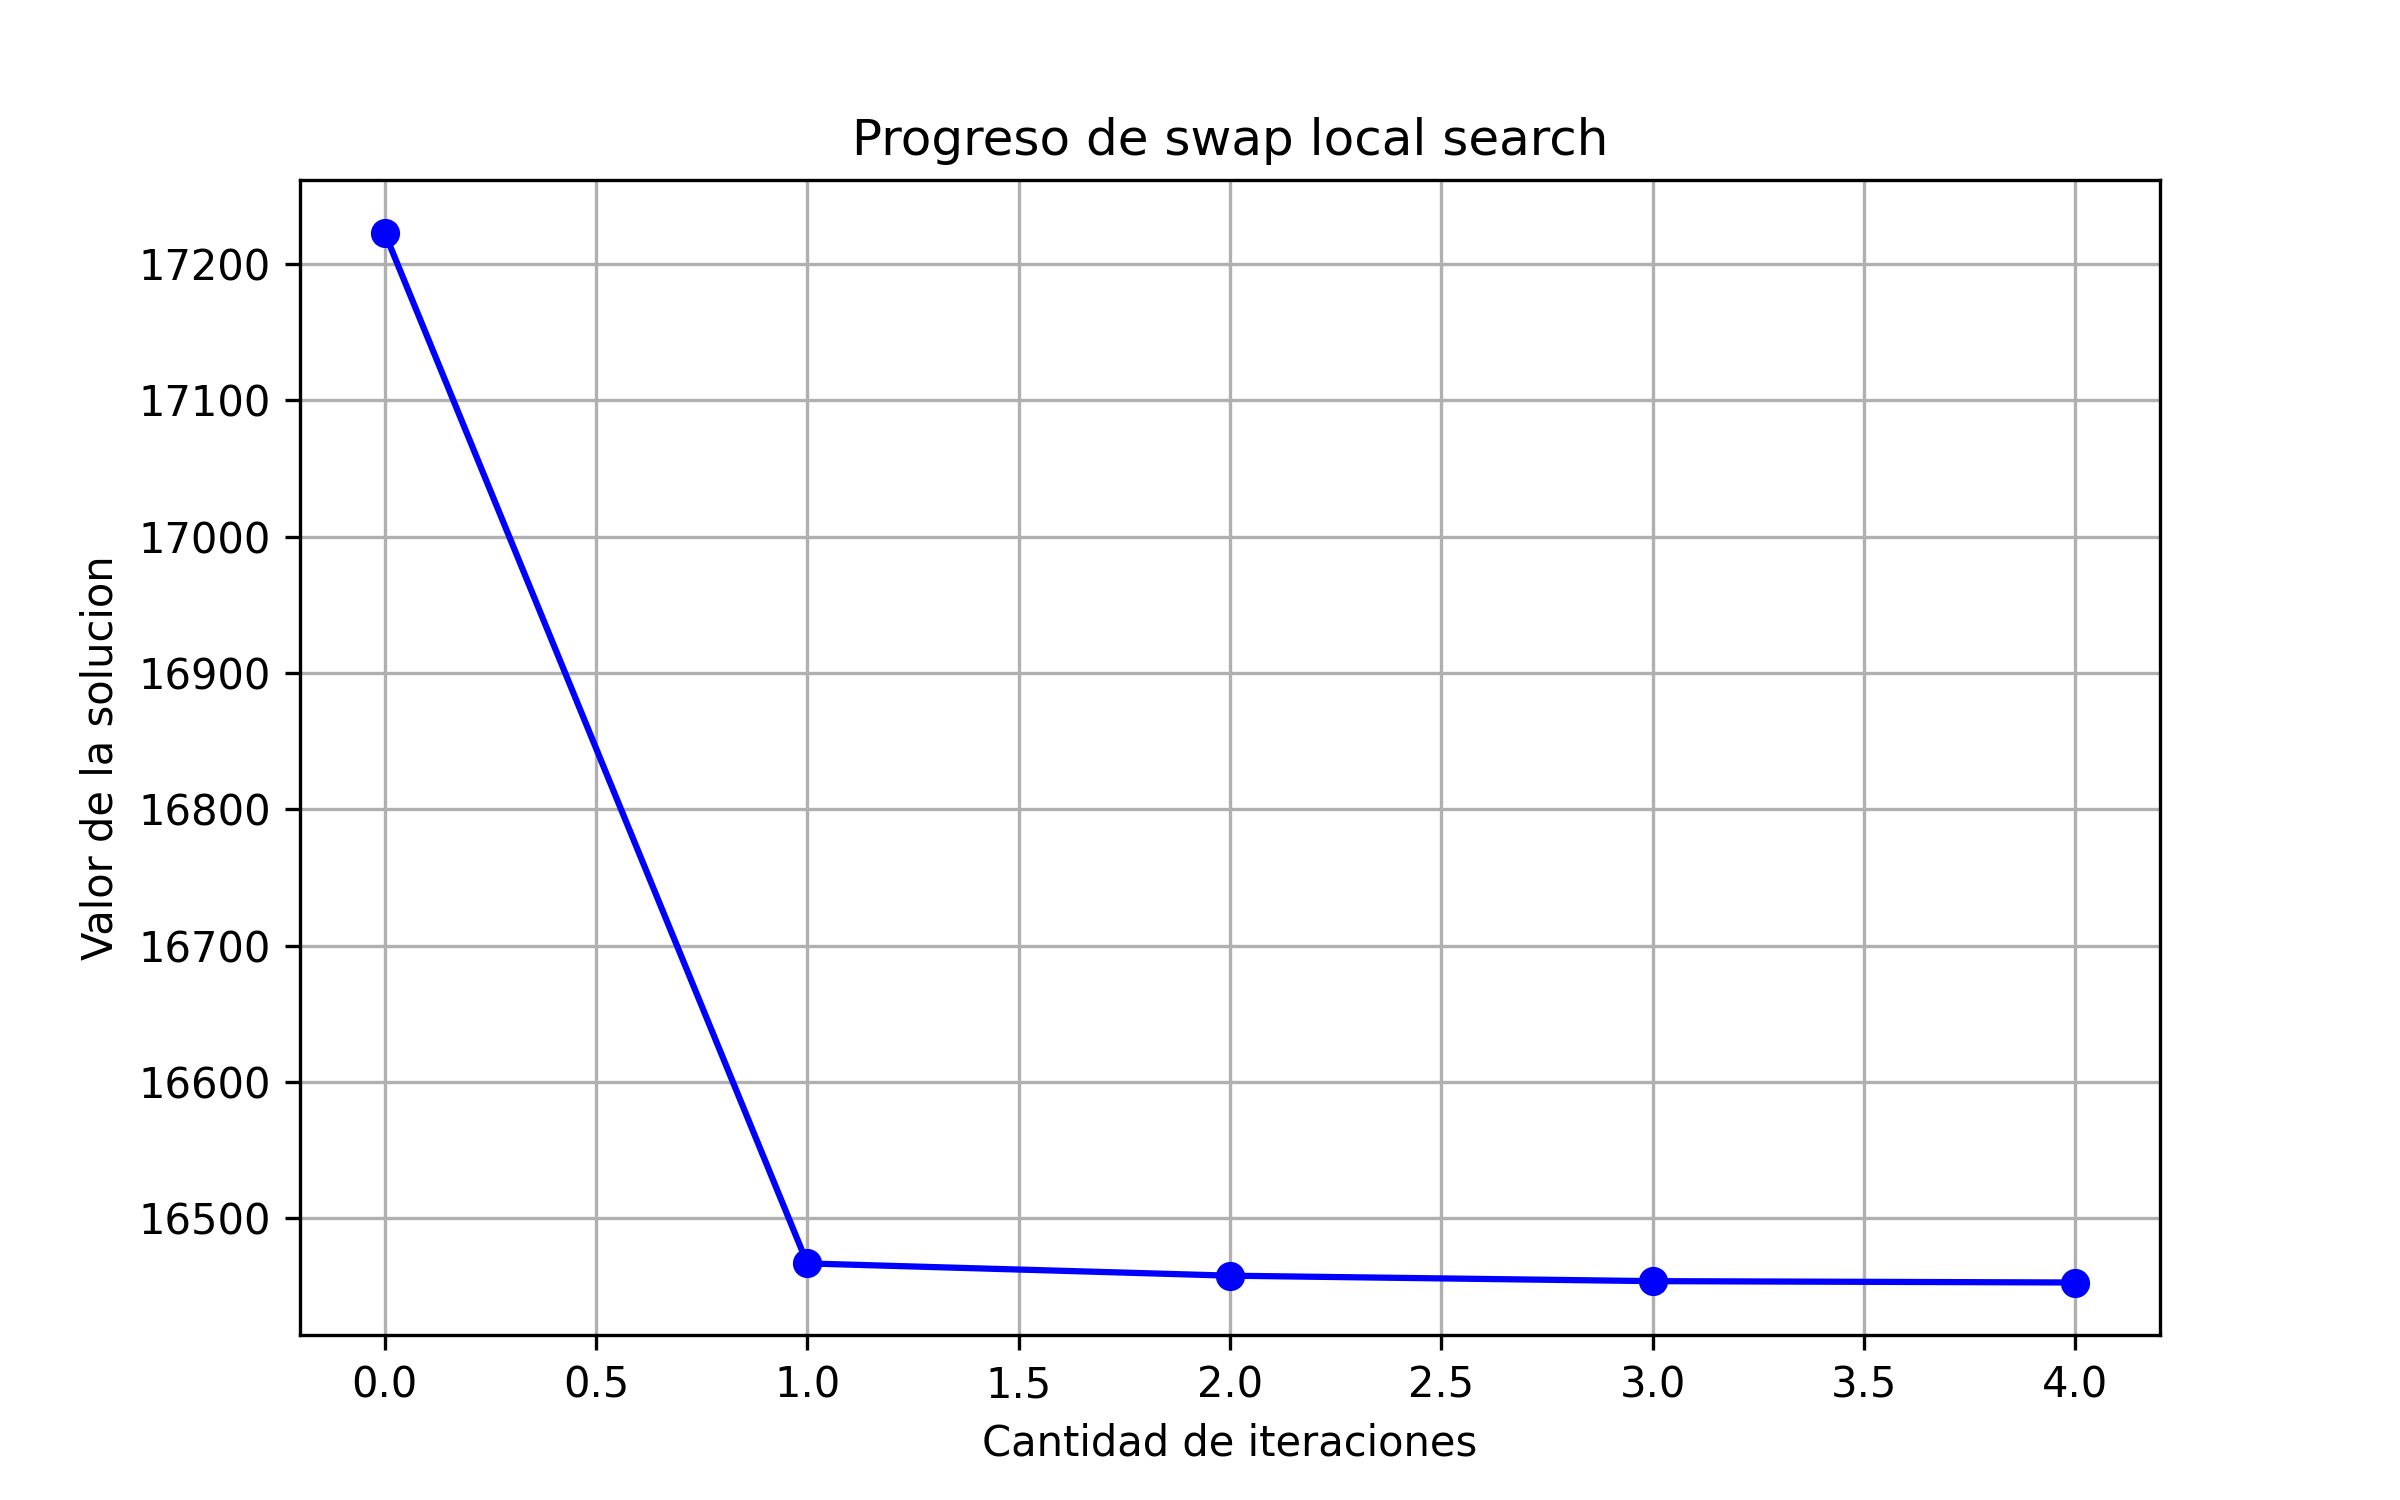 Progreso de swap local search
Valor de la solucion
17200
17100
17000
16900
16800
16700
16600
16500
0.0 0.5 1.0 1.5 2.0 2.5 3.0 3.5 4.0
Cantidad de iteraciones